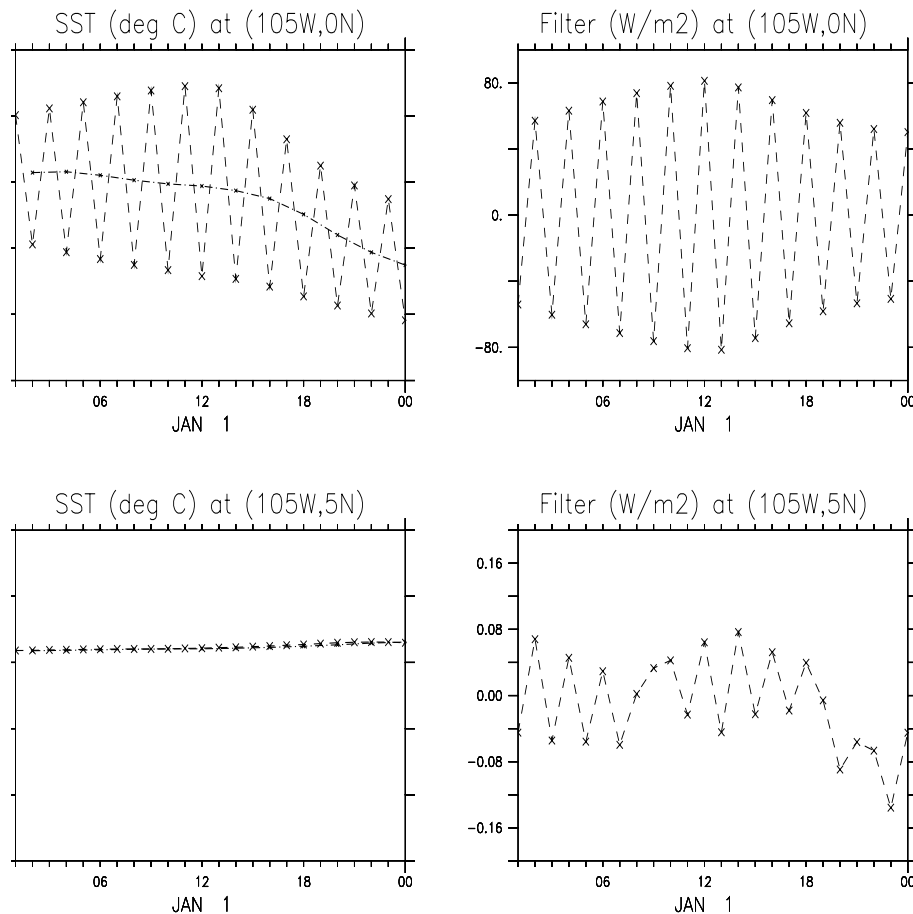 SST (deg C) at (105W,0N)
06 12 18 00
JAN 1
Filter (W/m2) at (105W,0N)
80.
0.
-80.
06 12 18 00
JAN 1
SST (deg C) at (105W,5N)
06 12 18 00
JAN 1
Filter (W/m2) at (105W,5N)
0.16
0.08
0.00
-0.08
-0.16
06 12 18 00
JAN 1